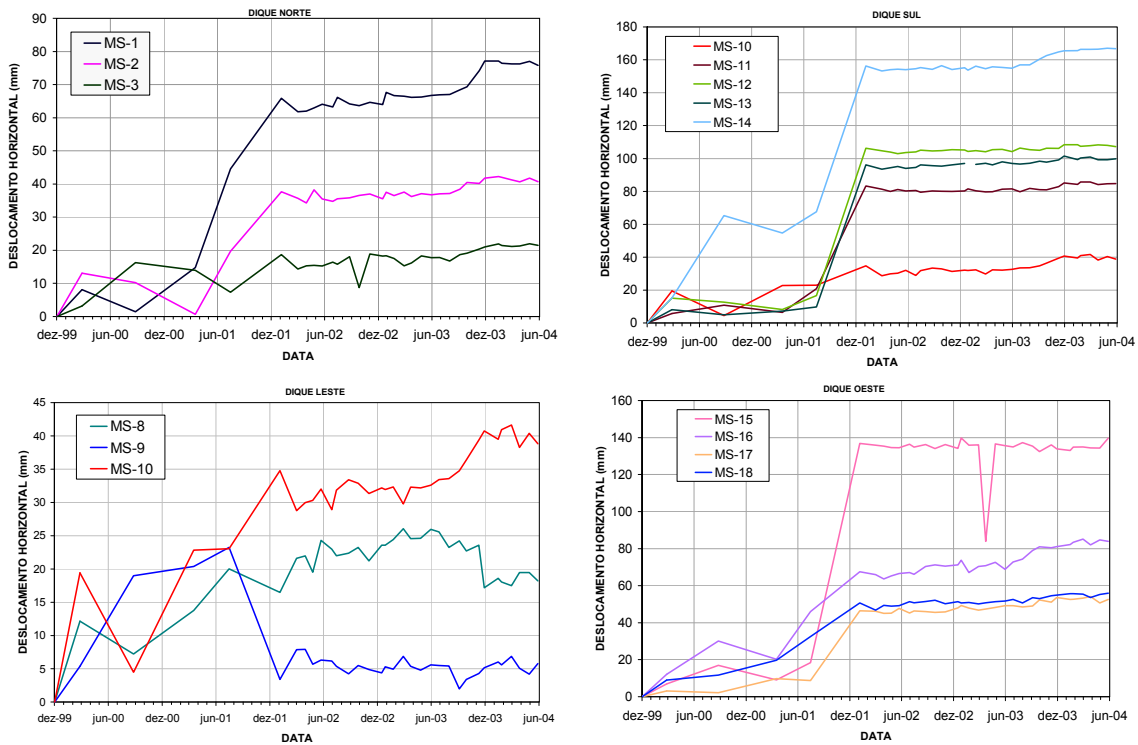 DIQUE NORTE
90
80
70
60
50
40
30
20
10
0
DESLOCAMENTO HORIZONTAL (mm)
MS-1
MS-2
MS-3
dez-99 jun-00 dez-00 jun-01 dez-01 jun-02 dez-02 jun-03 dez-03 jun-04
DATA
DIQUE SUL
180
160
140
120
100
80
60
40
20
0
DESLOCAMENTO HORIZONTAL (mm)
MS-10
MS-11
MS-12
MS-13
MS-14
dez-99 jun-00 dez-00 jun-01 dez-01 jun-02 dez-02 jun-03 dez-03 jun-04
DATA
DIQUE LESTE
45
40
35
30
25
20
15
10
5
0
DESLOCAMENTO HORIZONTAL (mm)
MS-8
MS-9
MS-10
dez-99 jun-00 dez-00 jun-01 dez-01 jun-02 dez-02 jun-03 dez-03 jun-04
DATA
DIQUE OESTE
160
140
120
100
80
60
40
20
0
DESLOCAMENTO HORIZONTAL (mm)
MS-15
MS-16
MS-17
MS-18
dez-99 jun-00 dez-00 jun-01 dez-01 jun-02 dez-02 jun-03 dez-03 jun-04
DATA